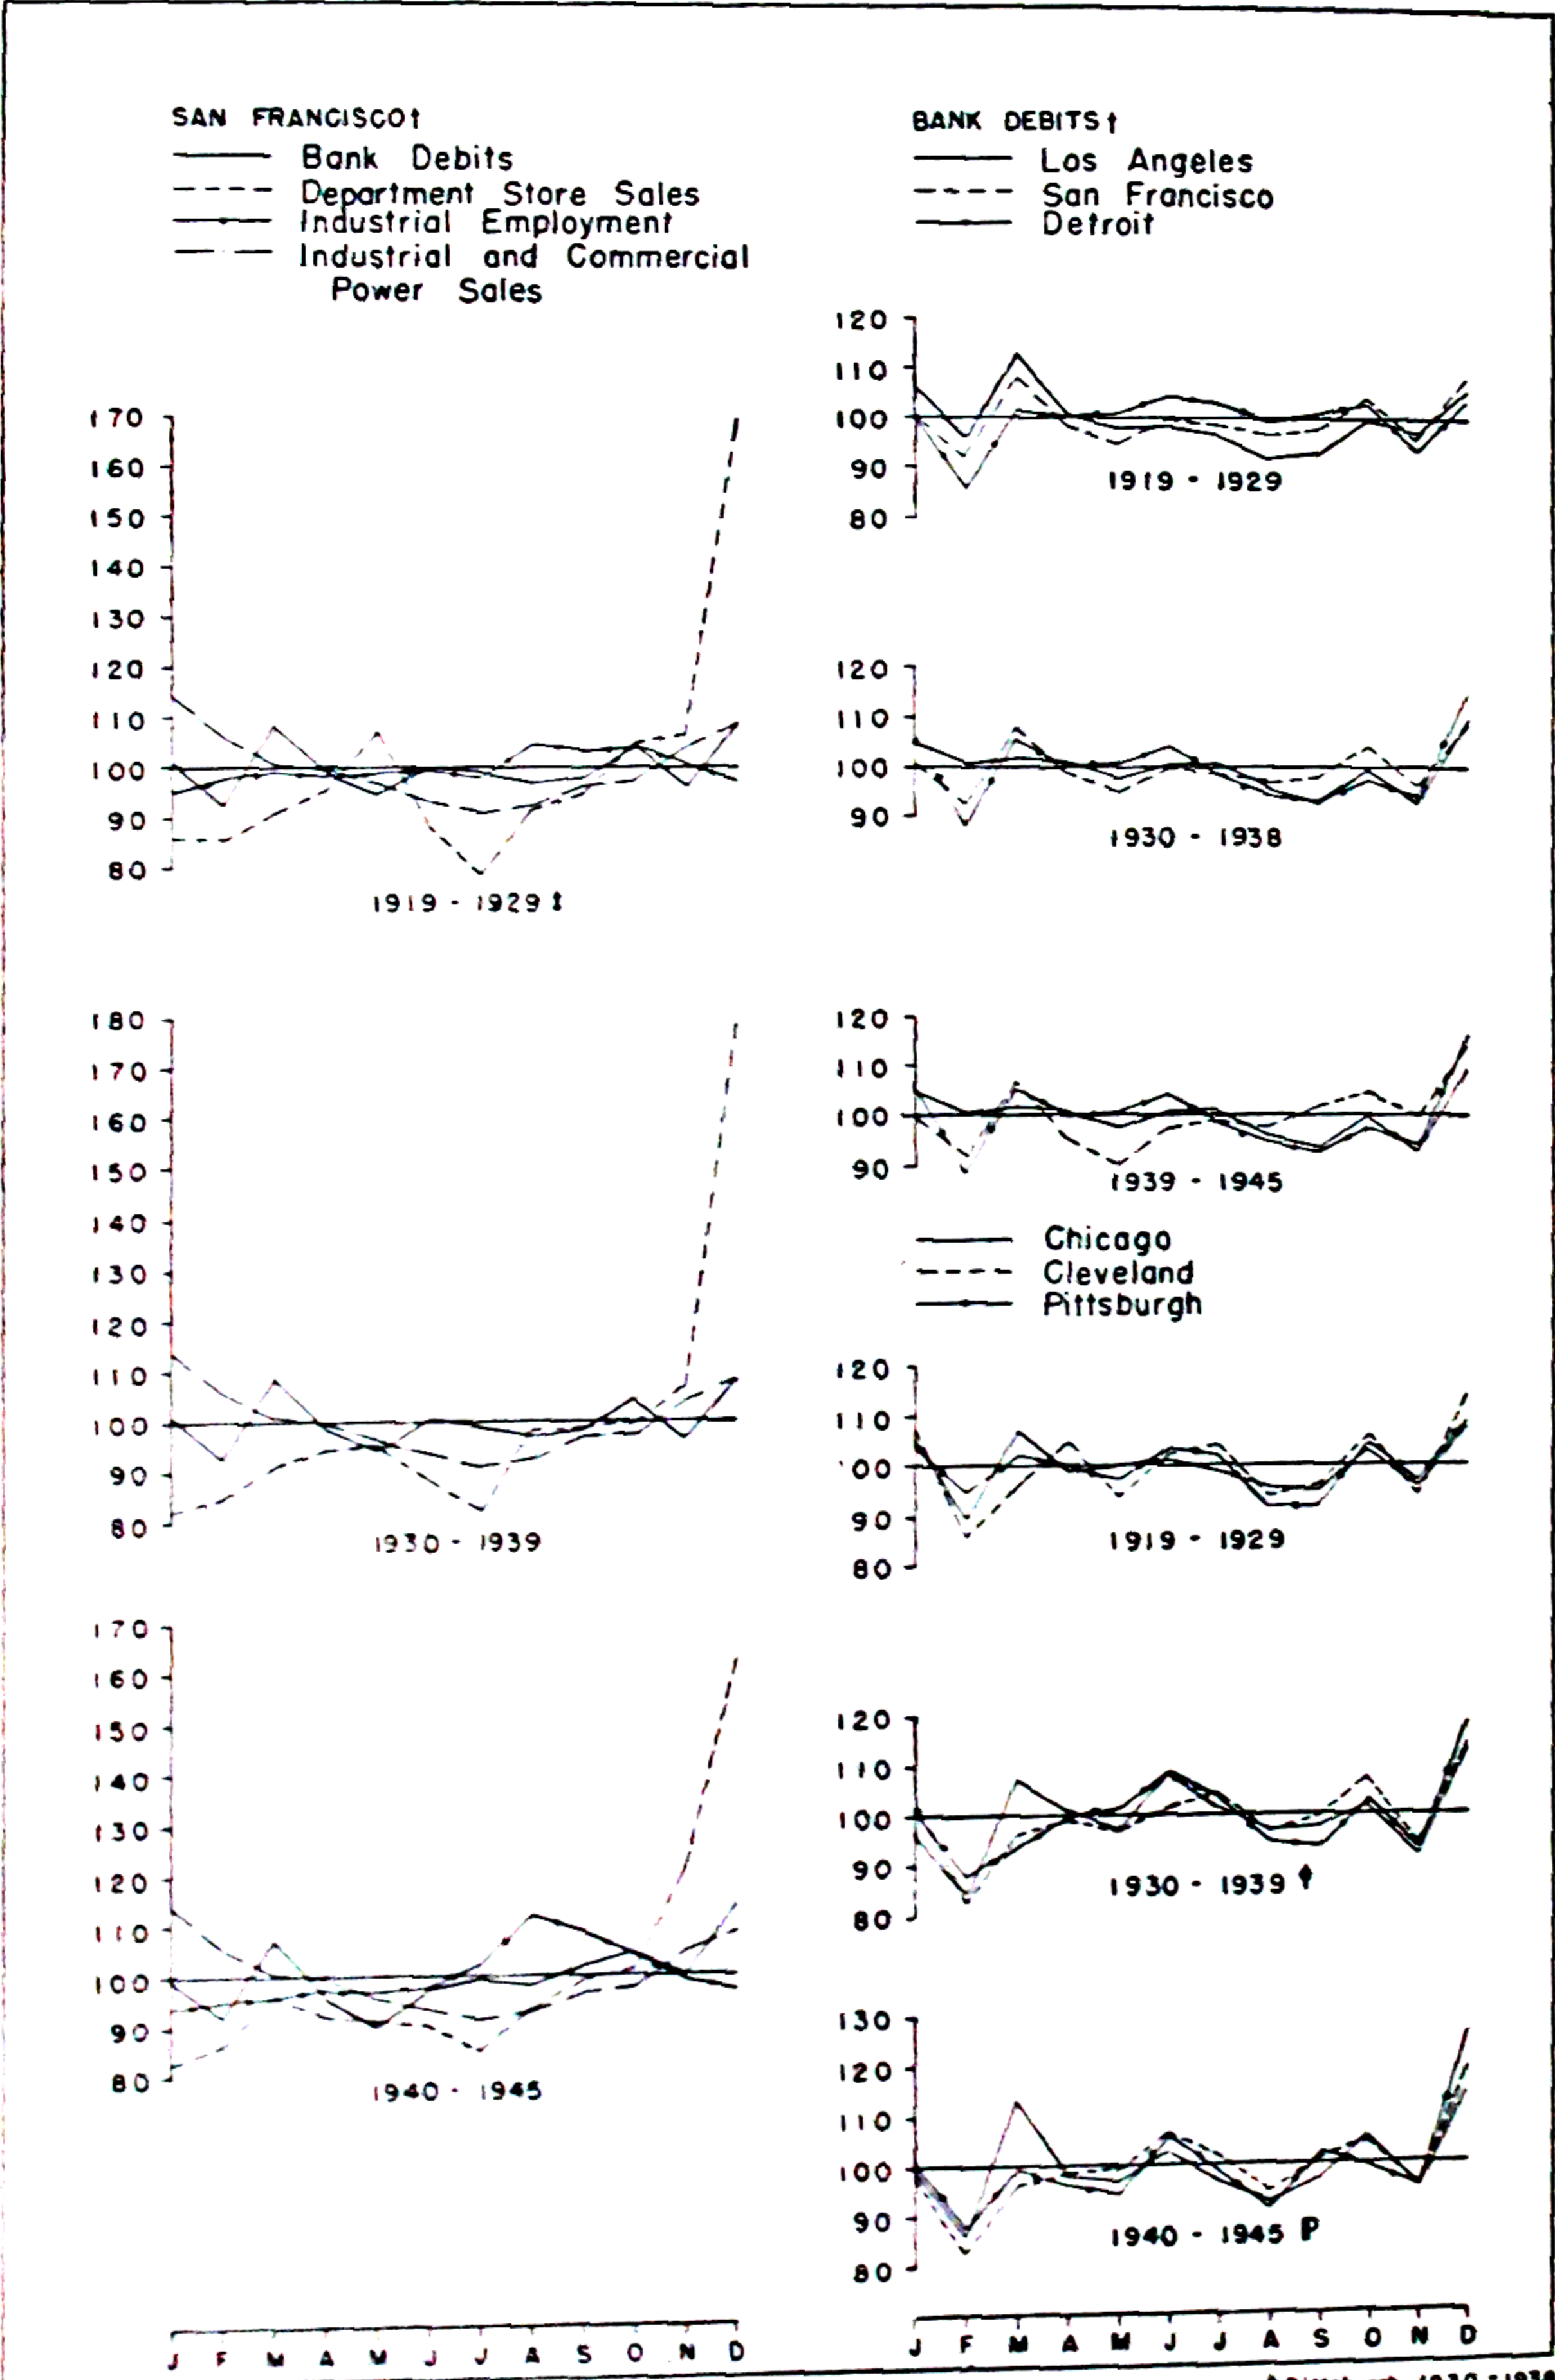 SAN FRANCISCO†
Bank Debits
Department Store Sales
Industrial Employment
Industrial and Commercial
Power Sales
170
160
150
140
130
120
110
100
90
80
1919 - 1929 ‡
180
170
160
150
140
130
120
110
100
90
80
1930 - 1939
170
160
150
140
130
120
110
100
90
80
1940 - 1945
J F M A M J J A S O N D
BANK DEBITS†
Los Angeles
San Francisco
Detroit
120
110
100
90
80
1919 - 1929
120
110
100
90
1930 - 1938
120
110
100
90
1939 - 1945
Chicago
Cleveland
Pittsburgh
120
110
100
90
80
1919 - 1929
120
110
100
90
80
1930 - 1939
130
120
110
100
90
80
1940 - 1945 P
J F M A M J J A S O N D